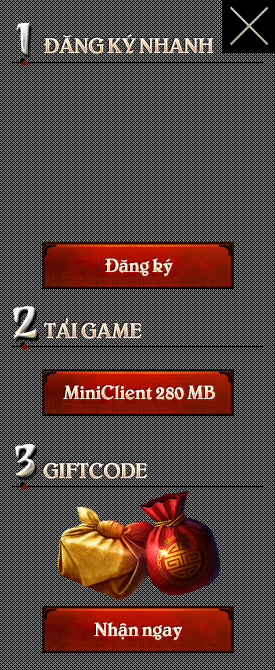 1 ĐĂNG KÝ NHANH
Đăng ký
2 TẢI GAME
MiniClient 280 MB
3 GIFTCODE
Nhận ngay